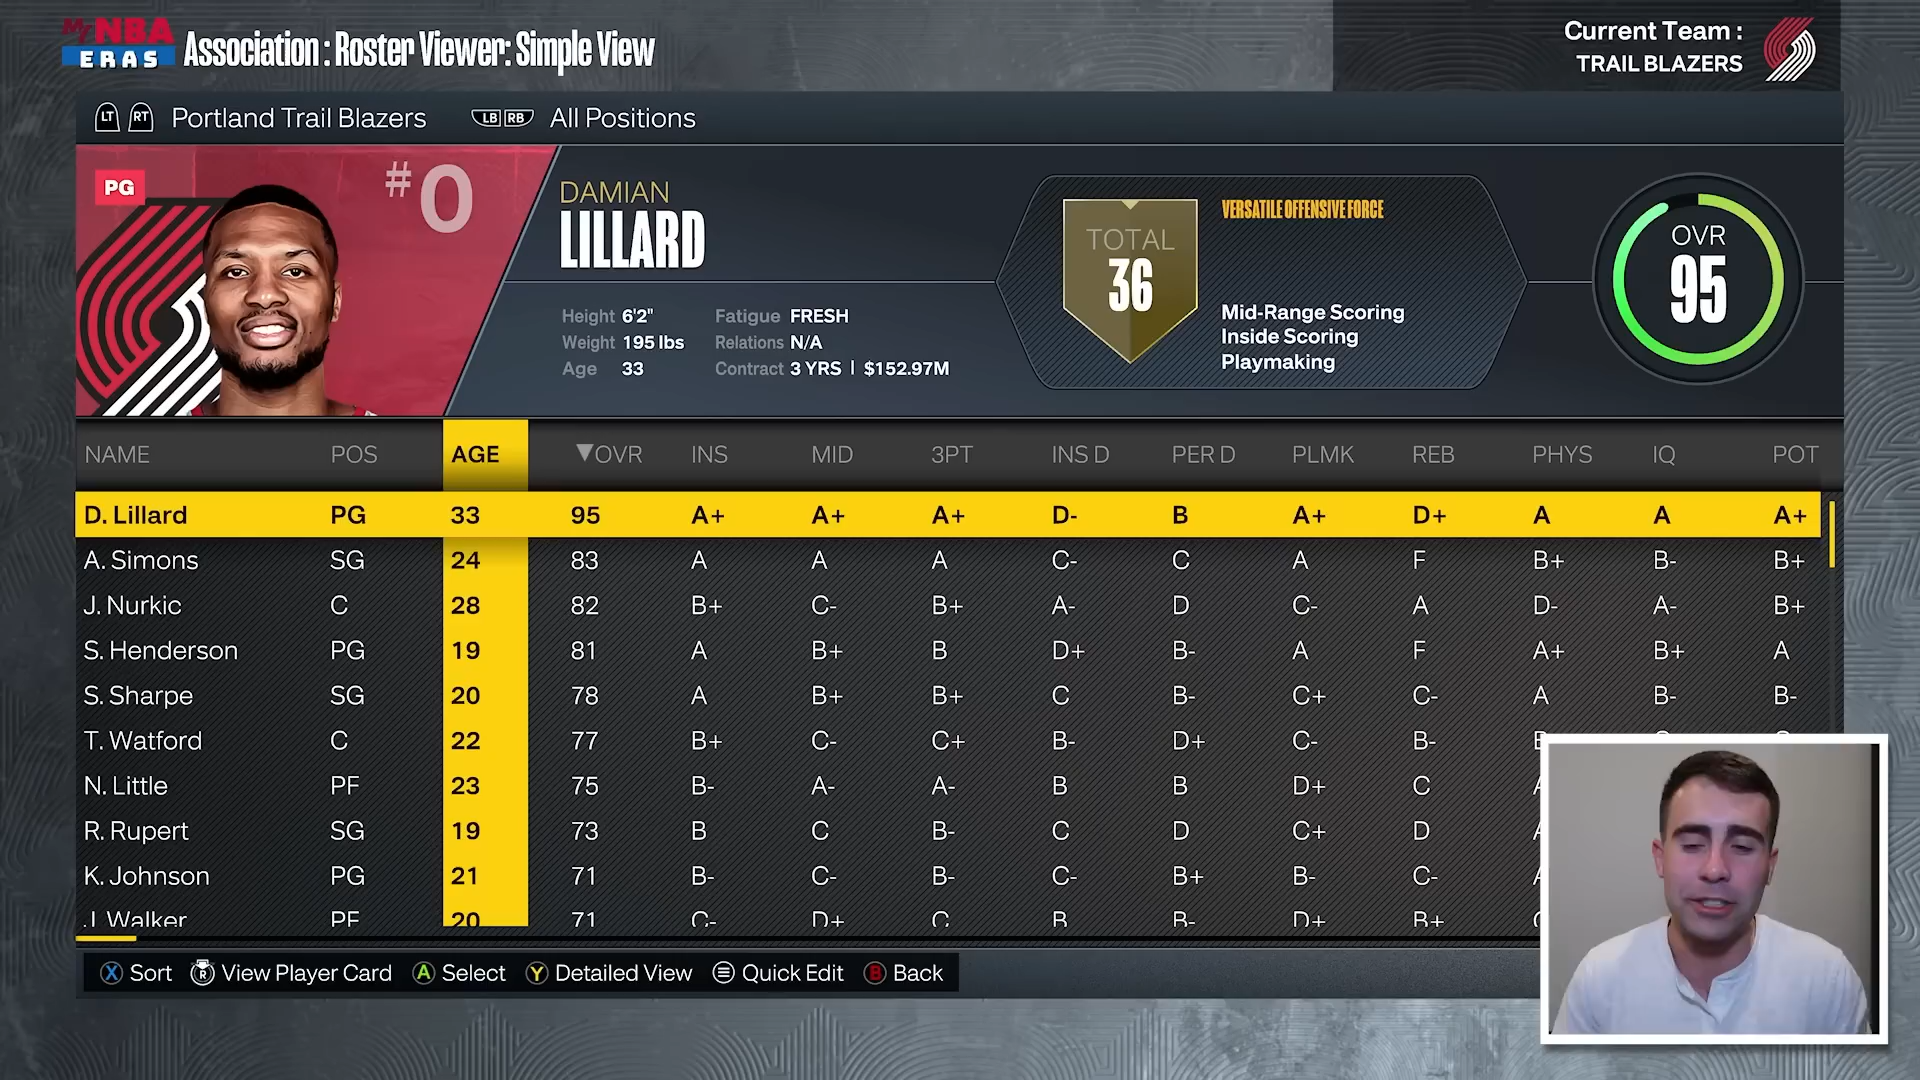 MyNBA ERAS
Association : Roster Viewer: Simple View
Current Team :
TRAIL BLAZERS
LT RT Portland Trail Blazers LB RB All Positions
PG
#0
DAMIAN
LILLARD
Height 6'2" Fatigue FRESH
Weight 195 lbs Relations N/A
Age 33 Contract 3 YRS | $152.97M
TOTAL
36
VERSATILE OFFENSIVE FORCE
Mid-Range Scoring
Inside Scoring
Playmaking
OVR
95
NAME POS AGE ▼OVR INS MID 3PT INS D PER D PLMK REB PHYS IQ POT
D. Lillard PG 33 95 A+ A+ A+ D- B A+ D+ A A A+
A. Simons SG 24 83 A A A C- C A F B+ B- B+
J. Nurkic C 28 82 B+ C- B+ A- D C- A D- A- B+
S. Henderson PG 19 81 A B+ B D+ B- A F A+ B+ A
S. Sharpe SG 20 78 A B+ B+ C B- C+ C- A B- B-
T. Watford C 22 77 B+ C- C+ B- D+ C- B-
N. Little PF 23 75 B- A- A- B B D+ C
R. Rupert SG 19 73 B C B- C D C+ D
K. Johnson PG 21 71 B- C- B- C- B+ B- C-
J. Walker PF 20 71 C- D+ C B B- D+ B+
X Sort R View Player Card A Select Y Detailed View Quick Edit B Back